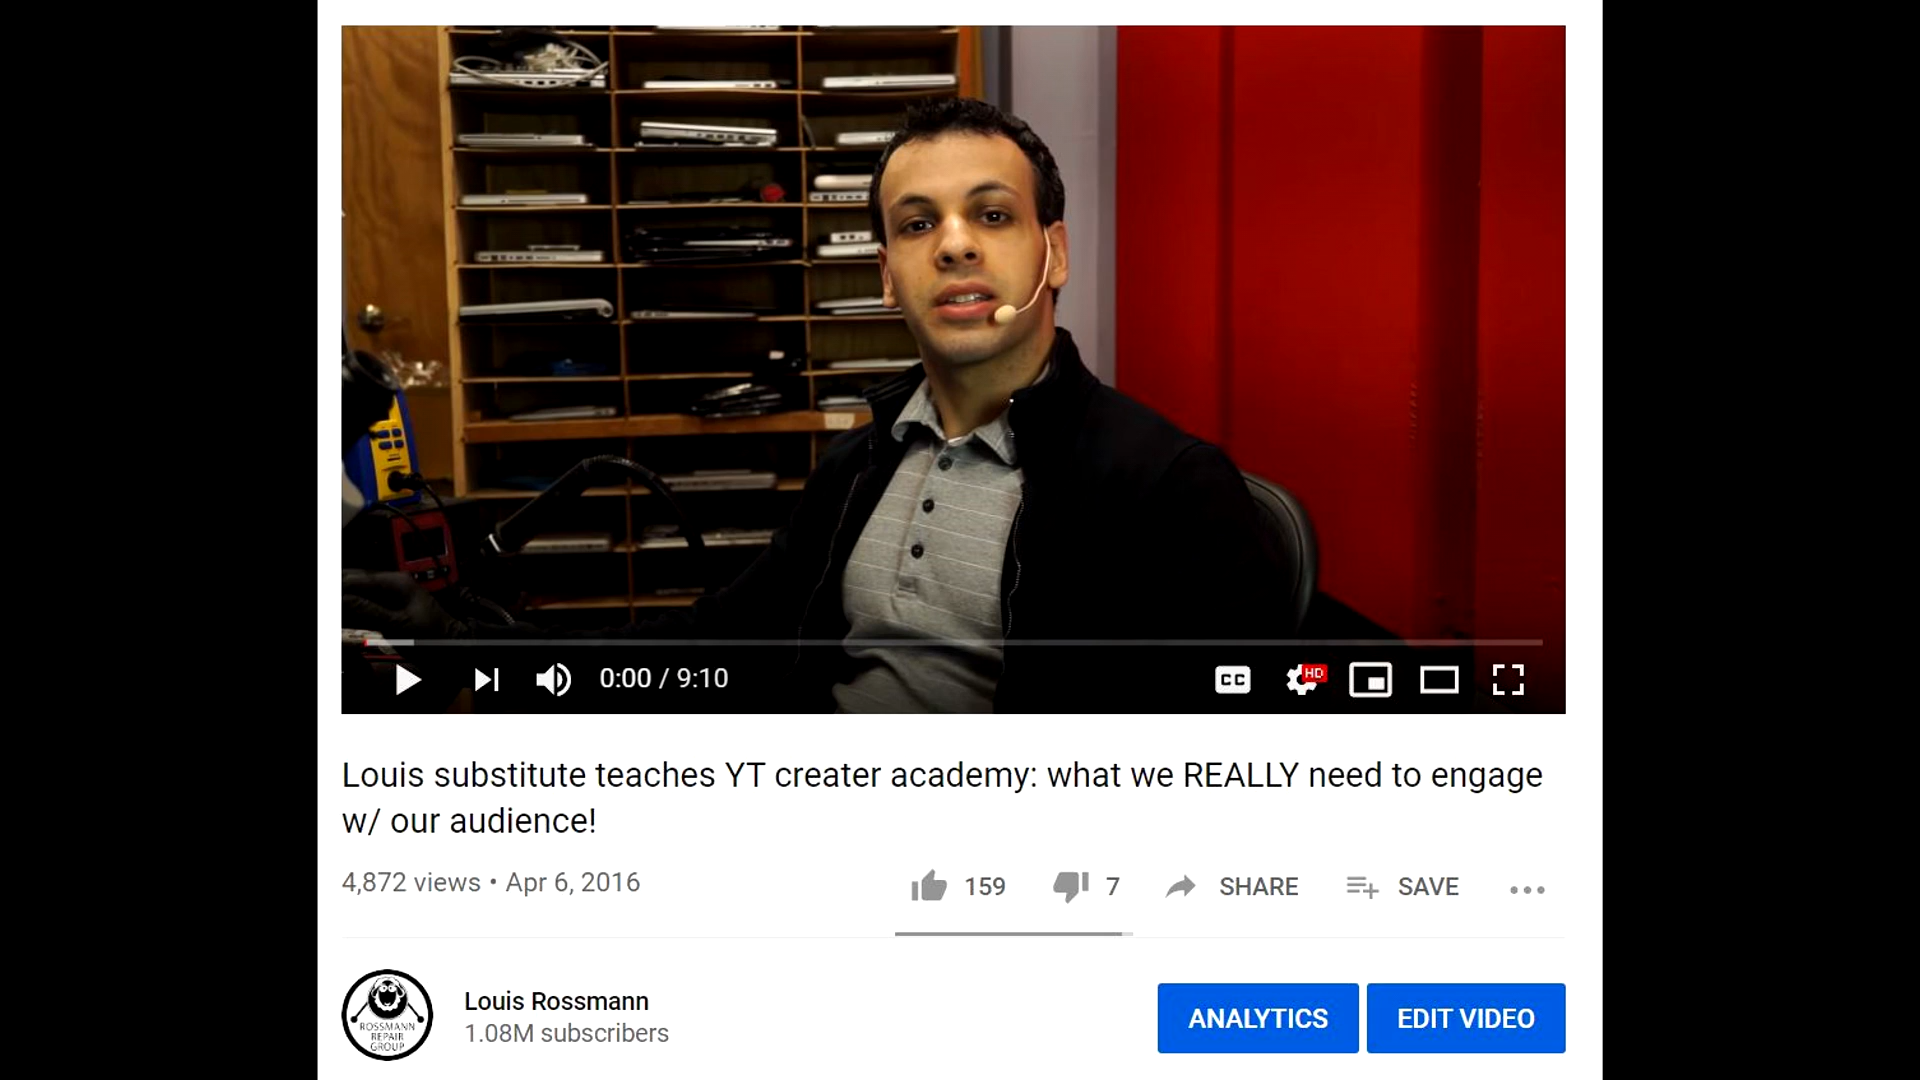 0:00 / 9:10
CC
HD
Louis substitute teaches YT creater academy: what we REALLY need to engage
w/ our audience!
4,872 views • Apr 6, 2016
159
7
SHARE
SAVE
ROSSMANN
REPAIR
GROUP
Louis Rossmann
1.08M subscribers
ANALYTICS
EDIT VIDEO